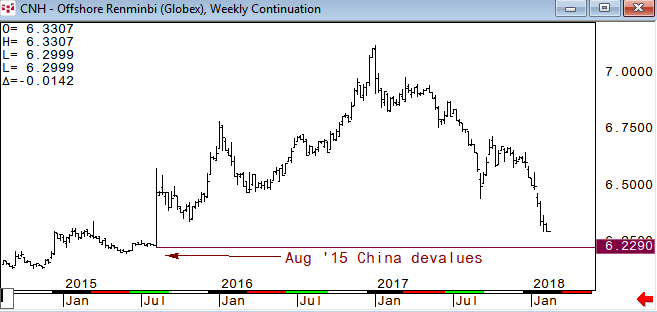 CNH - Offshore Renminbi (Globex), Weekly Continuation
O= 6.3307
H= 6.3307
L= 6.2999
L= 6.2999
Δ=-0.0142
7.0000
6.7500
6.5000
6.2290
Aug '15 China devalues
2015 2016 2017 2018
Jan Jul Jan Jul Jan Jul Jan